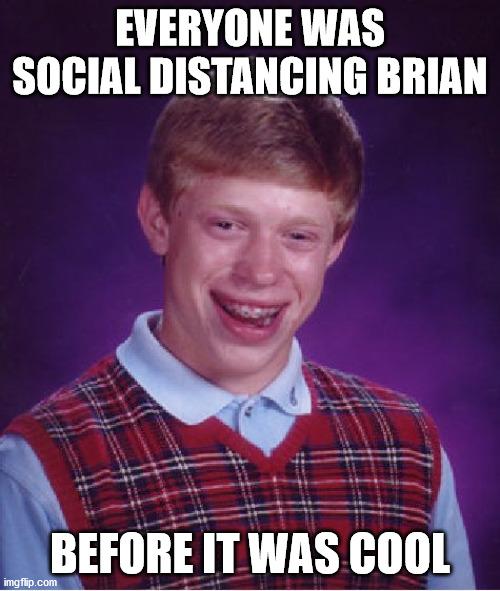 EVERYONE WAS
SOCIAL DISTANCING BRIAN
BEFORE IT WAS COOL
imgflip.com